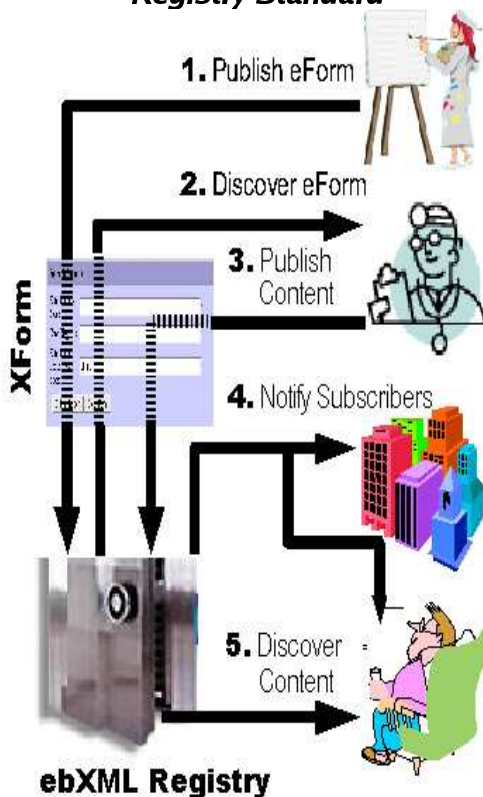 Registry Standard
1. Publish eForm
2. Discover eForm
3. Publish
Content
XForm
4. Notify Subscribers
5. Discover
Content
ebXML Registry